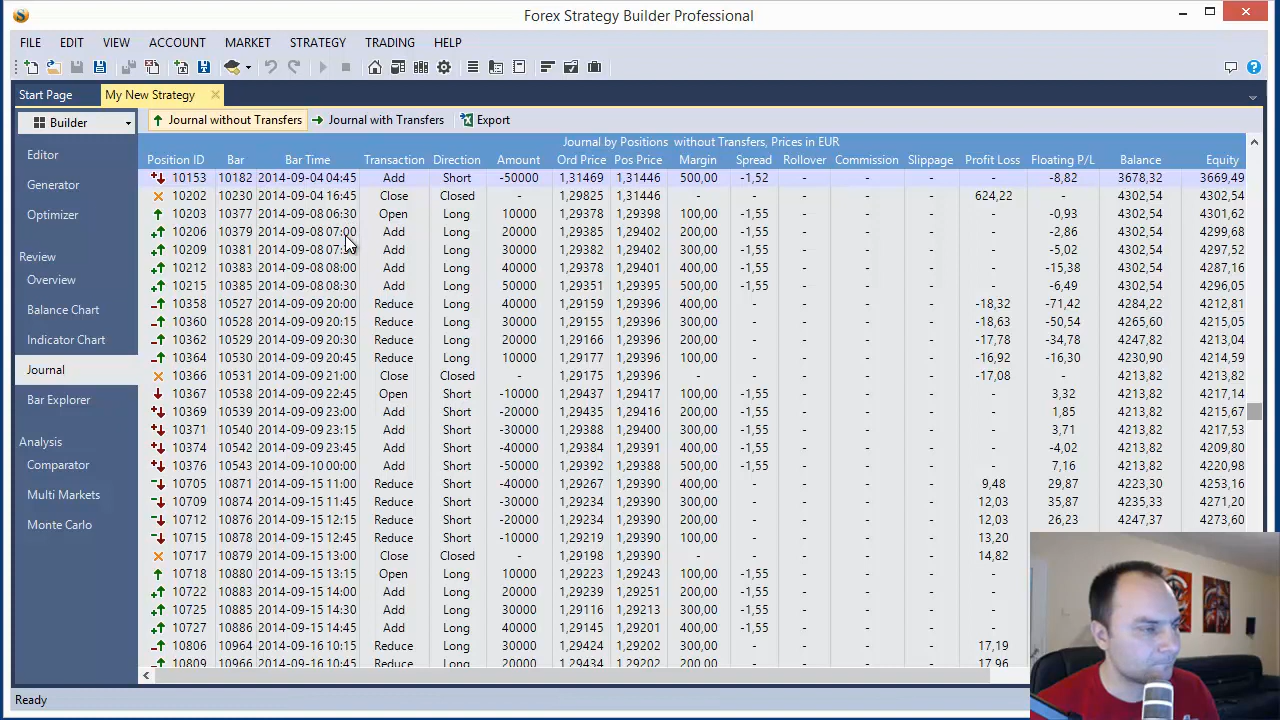 Forex Strategy Builder Professional
FILE EDIT VIEW ACCOUNT MARKET STRATEGY TRADING HELP
Start Page My New Strategy
Builder
Journal without Transfers Journal with Transfers Export
Editor
Generator
Optimizer
Review
Overview
Balance Chart
Indicator Chart
Journal
Bar Explorer
Analysis
Comparator
Multi Markets
Monte Carlo
Journal by Positions without Transfers, Prices in EUR
Position ID Bar Bar Time Transaction Direction Amount Ord Price Pos Price Margin Spread Rollover Commission Slippage Profit Loss Floating P/L Balance Equity
10153 10182 2014-09-04 04:45 Add Short -50000 1,31469 1,31446 500,00 -1,52 - - - - -8,82 3678,32 3669,49
10202 10230 2014-09-04 16:45 Close Closed - 1,29825 1,31446 - - - - - 624,22 - 4302,54 4302,54
10203 10377 2014-09-08 06:30 Open Long 10000 1,29378 1,29398 100,00 -1,55 - - - - -0,93 4302,54 4301,62
10206 10379 2014-09-08 07:00 Add Long 20000 1,29385 1,29402 200,00 -1,55 - - - - -2,86 4302,54 4299,68
10209 10381 2014-09-08 Add Long 30000 1,29382 1,29402 300,00 -1,55 - - - - -5,02 4302,54 4297,52
10212 10383 2014-09-08 08:00 Add Long 40000 1,29378 1,29401 400,00 -1,55 - - - - -15,38 4302,54 4287,16
10215 10385 2014-09-08 08:30 Add Long 50000 1,29351 1,29396 500,00 -1,55 - - - - -6,49 4302,54 4296,05
10358 10527 2014-09-09 20:00 Reduce Long 40000 1,29159 1,29396 400,00 - - - - -18,32 -71,42 4284,22 4212,81
10360 10528 2014-09-09 20:15 Reduce Long 30000 1,29155 1,29396 300,00 - - - - -18,63 -50,54 4265,60 4215,05
10362 10529 2014-09-09 20:30 Reduce Long 20000 1,29166 1,29396 200,00 - - - - -17,78 -34,78 4247,82 4213,04
10364 10530 2014-09-09 20:45 Reduce Long 10000 1,29177 1,29396 100,00 - - - - -16,92 -16,30 4230,90 4214,59
10366 10531 2014-09-09 21:00 Close Closed - 1,29175 1,29396 - - - - - -17,08 - 4213,82 4213,82
10367 10538 2014-09-09 22:45 Open Short -10000 1,29437 1,29417 100,00 -1,55 - - - - 3,32 4213,82 4217,14
10369 10539 2014-09-09 23:00 Add Short -20000 1,29435 1,29416 200,00 -1,55 - - - - 1,85 4213,82 4215,67
10371 10540 2014-09-09 23:15 Add Short -30000 1,29388 1,29400 300,00 -1,55 - - - - 3,71 4213,82 4217,53
10374 10542 2014-09-09 23:45 Add Short -40000 1,29384 1,29391 400,00 -1,55 - - - - -4,02 4213,82 4209,80
10376 10543 2014-09-10 00:00 Add Short -50000 1,29392 1,29388 500,00 -1,55 - - - - 7,16 4213,82 4220,98
10705 10871 2014-09-15 11:00 Reduce Short -40000 1,29267 1,29390 400,00 - - - - 9,48 29,87 4223,30 4253,16
10709 10874 2014-09-15 11:45 Reduce Short -30000 1,29234 1,29390 300,00 - - - - 12,03 35,87 4235,33 4271,20
10712 10876 2014-09-15 12:15 Reduce Short -20000 1,29234 1,29390 200,00 - - - - 12,03 26,23 4247,37 4273,60
10715 10878 2014-09-15 12:45 Reduce Short -10000 1,29219 1,29390 100,00 - - - - 13,20
10717 10879 2014-09-15 13:00 Close Closed - 1,29198 1,29390 - - - - - 14,82
10718 10880 2014-09-15 13:15 Open Long 10000 1,29223 1,29243 100,00 -1,55 - - - -
10722 10883 2014-09-15 14:00 Add Long 20000 1,29239 1,29251 200,00 -1,55 - - - -
10725 10885 2014-09-15 14:30 Add Long 30000 1,29116 1,29213 300,00 -1,55 - - - -
10727 10886 2014-09-15 14:45 Add Long 40000 1,29145 1,29201 400,00 -1,55 - - - -
10806 10964 2014-09-16 10:15 Reduce Long 30000 1,29424 1,29202 300,00 - - - - 17,19
10809 10966 2014-09-16 10:45 Reduce Long 20000 1,29434 1,29202 200,00 - - - - 17,96
Ready